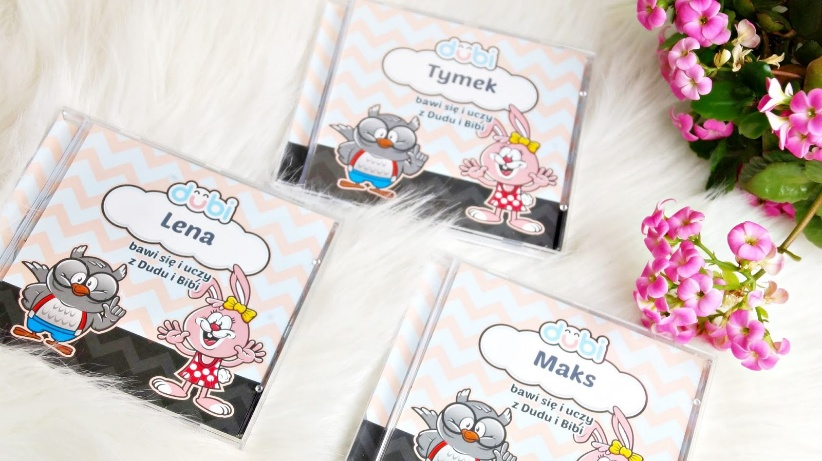 dubi
Tymek
bawi się i uczy
z Dudu i Bibi
dubi
Lena
bawi się i uczy
z Dudu i Bibi
dubi
Maks
bawi się i uczy
z Dudu i Bibi